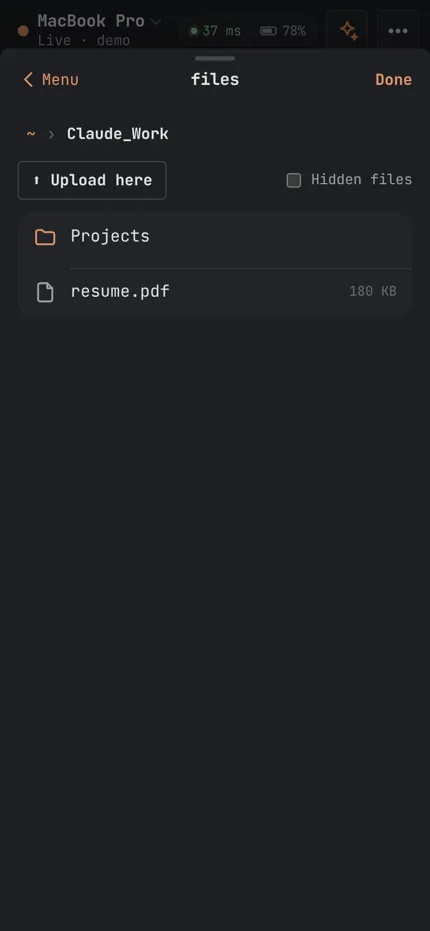 MacBook Pro
Live · demo
37 ms
78%
Menu
files
Done
~ › Claude_Work
⬆ Upload here
Hidden files
Projects
resume.pdf
180 KB